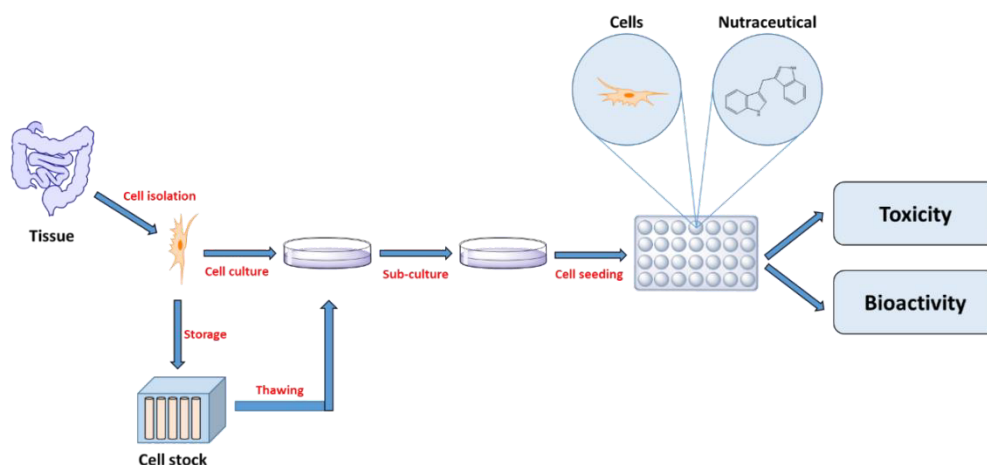 Cells
Nutraceutical
Tissue
Cell isolation
Cell culture
Sub-culture
Cell seeding
Toxicity
Bioactivity
Storage
Thawing
Cell stock